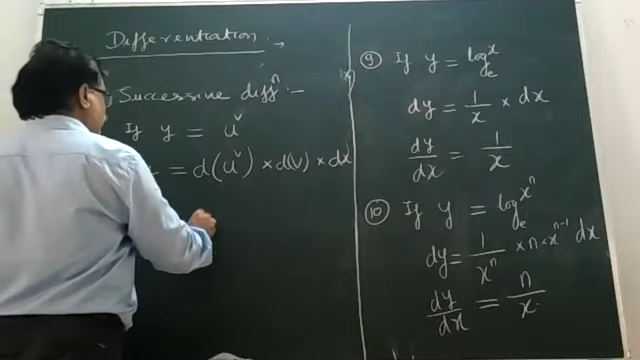 Differentiation.
Successive diffⁿ :-
If y = uᵛ
= d(uᵛ) × d(v) × dx
⑨ If y = logₑˣ
dy = 1/x × dx
dy/dx = 1/x
⑩ If y = logₑxⁿ
dy = 1/xⁿ × n × xⁿ⁻¹ dx
dy/dx = n/x.